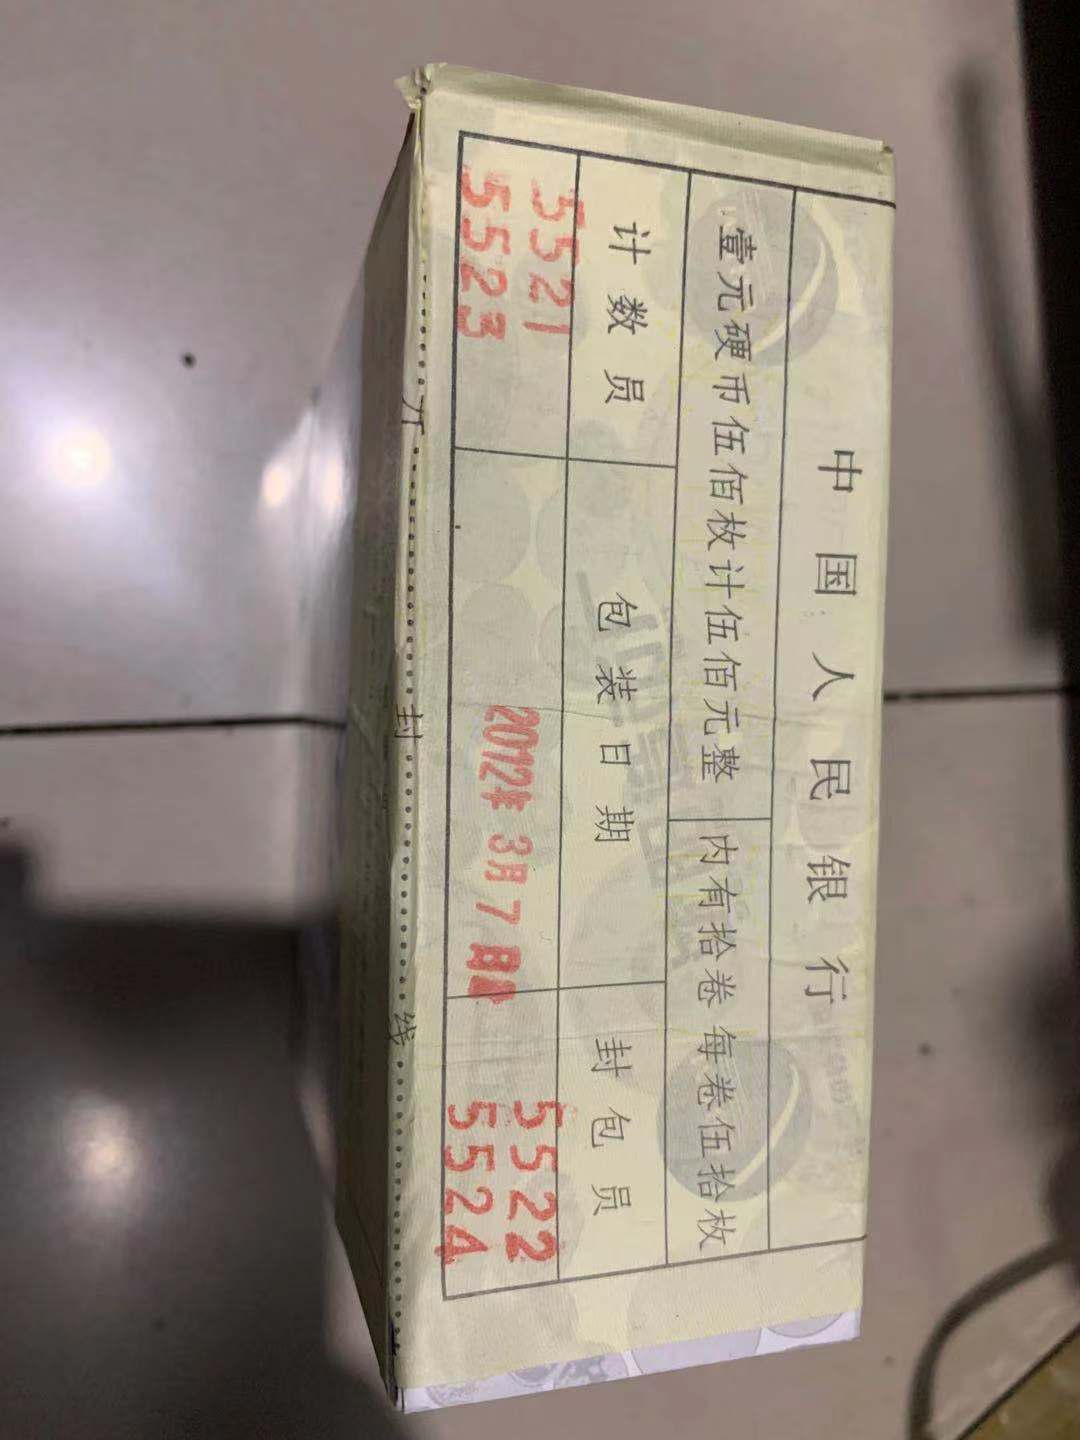 中国人民银行
壹元硬币伍佰枚计伍佰元整 内有拾卷每卷伍拾枚
计数员 包装日期 封包员
5521 5522
5523 2012年3月7日 5524
开封线